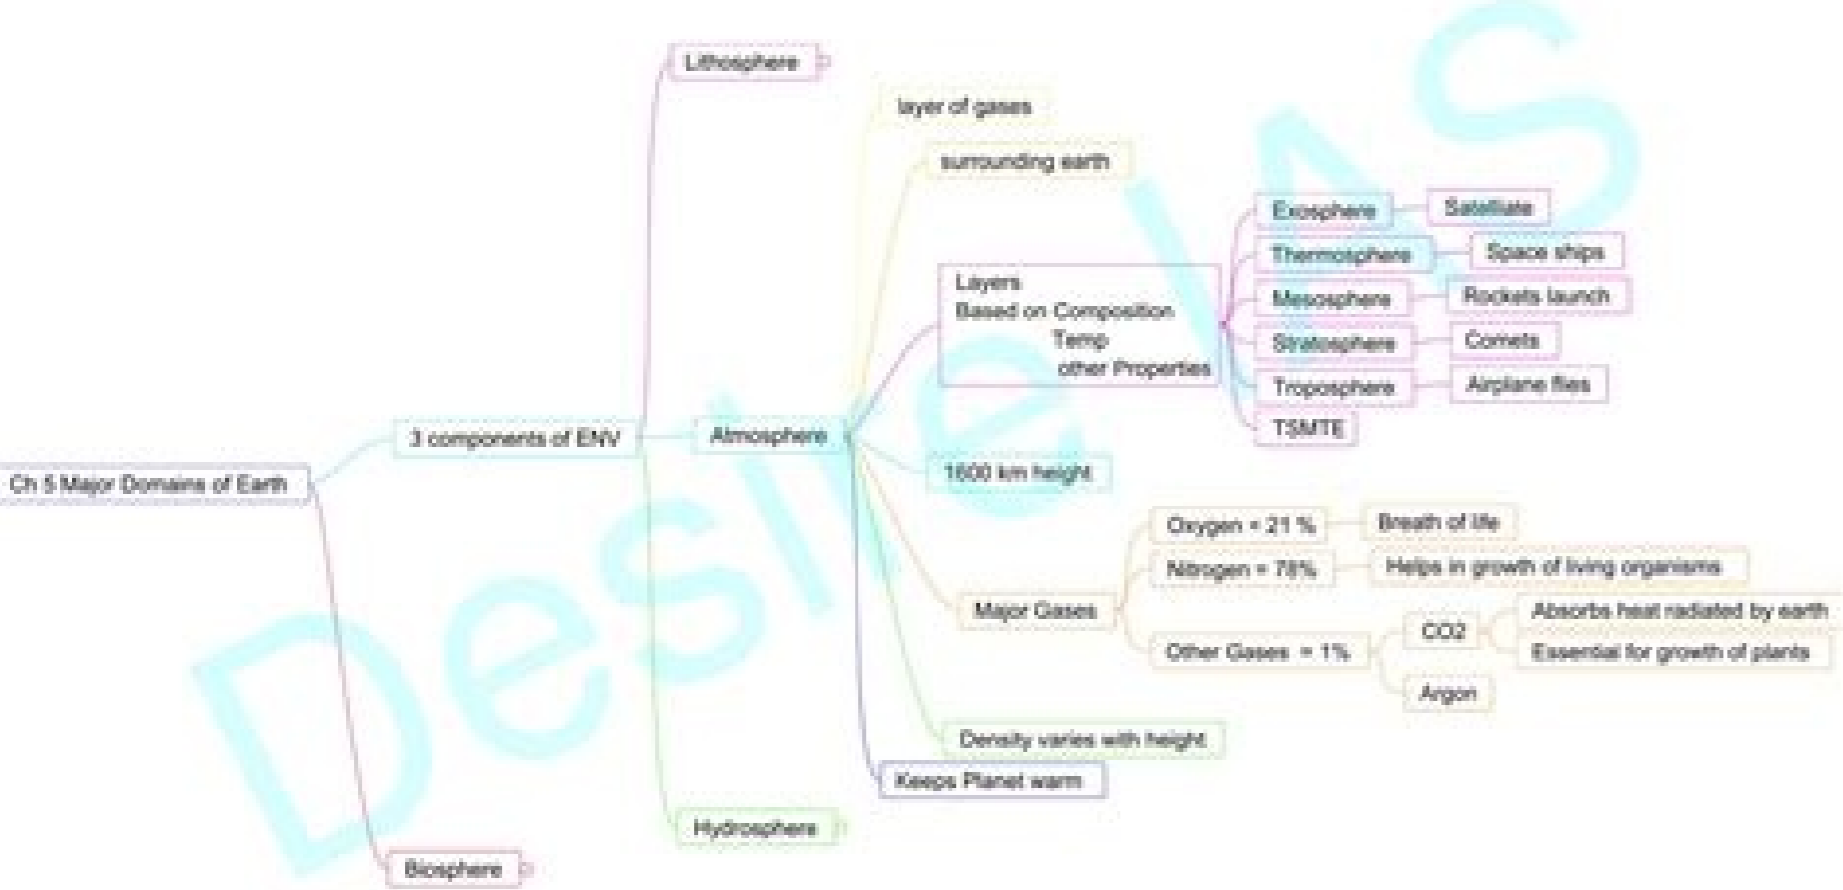 Lithosphere
layer of gases
surrounding earth
Exosphere
Satelliate
Thermosphere
Space ships
Layers
Based on Composition
Temp
other Properties
Mesosphere
Rockets launch
Stratosphere
Comets
Troposphere
Airplane flies
TSMTE
3 components of ENV
Atmosphere
1600 km height
Ch 5 Major Domains of Earth
Oxygen = 21 %
Breath of life
Nitrogen = 78%
Helps in growth of living organisms
Major Gases
Other Gases = 1%
CO2
Absorbs heat radiated by earth
Essential for growth of plants
Argon
Density varies with height
Keeps Planet warm
Hydrosphere
Biosphere
DesireIAS